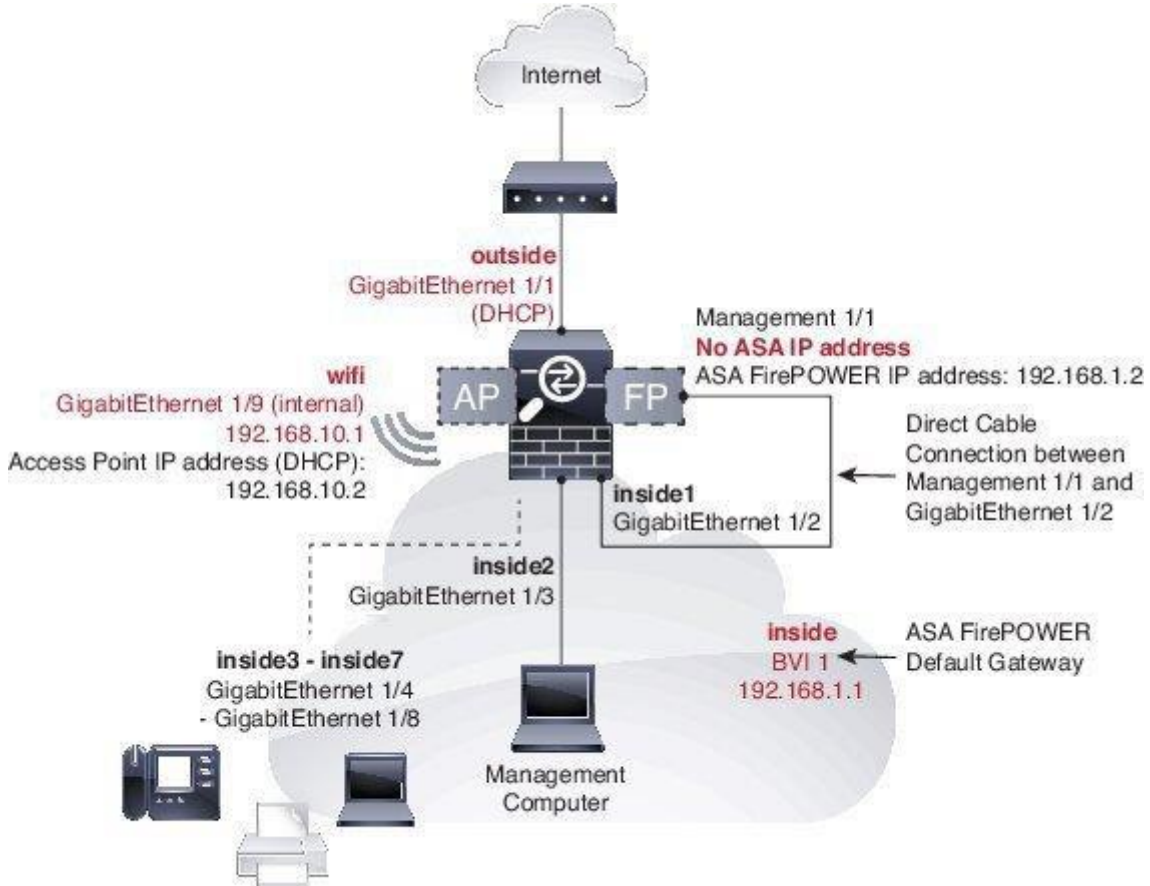 Internet
outside
GigabitEthernet 1/1
(DHCP)
Management 1/1
No ASA IP address
ASA FirePOWER IP address: 192.168.1.2
wifi
GigabitEthernet 1/9 (internal)
192.168.10.1
Access Point IP address (DHCP):
192.168.10.2
AP
FP
Direct Cable
Connection between
Management 1/1 and
GigabitEthernet 1/2
inside1
GigabitEthernet 1/2
inside2
GigabitEthernet 1/3
inside3 - inside7
GigabitEthernet 1/4
- GigabitEthernet 1/8
inside
BVI 1
192.168.1.1
ASA FirePOWER
Default Gateway
Management
Computer